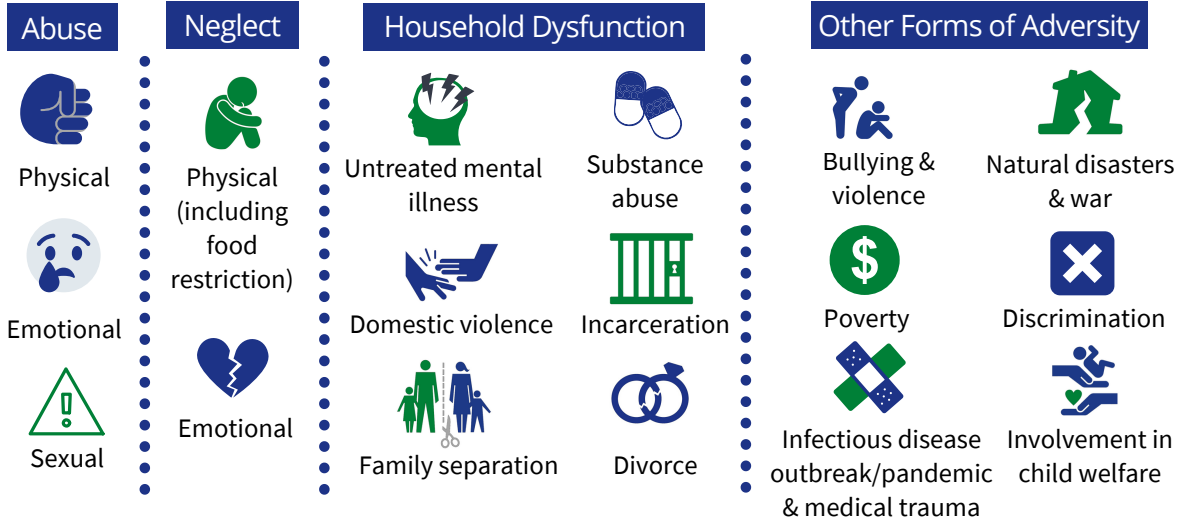 Abuse
Physical
Emotional
Sexual
Neglect
Physical
(including
food
restriction)
Emotional
Household Dysfunction
Untreated mental
illness
Substance
abuse
Domestic violence
Incarceration
Family separation
Divorce
Other Forms of Adversity
Bullying &
violence
Natural disasters
& war
$
Poverty
Discrimination
Infectious disease
outbreak/pandemic
& medical trauma
Involvement in
child welfare